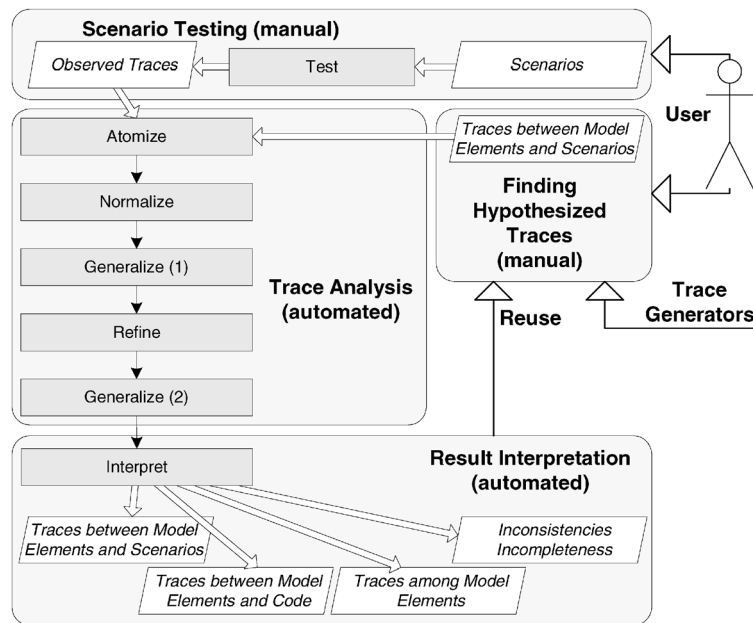 Scenario Testing (manual)
Observed Traces
Test
Scenarios
User
Atomize
Traces between Model
Elements and Scenarios
Normalize
Finding
Hypothesized
Traces
(manual)
Generalize (1)
Trace Analysis
(automated)
Refine
Reuse
Trace
Generators
Generalize (2)
Interpret
Result Interpretation
(automated)
Traces between Model
Elements and Scenarios
Inconsistencies
Incompleteness
Traces between Model
Elements and Code
Traces among Model
Elements